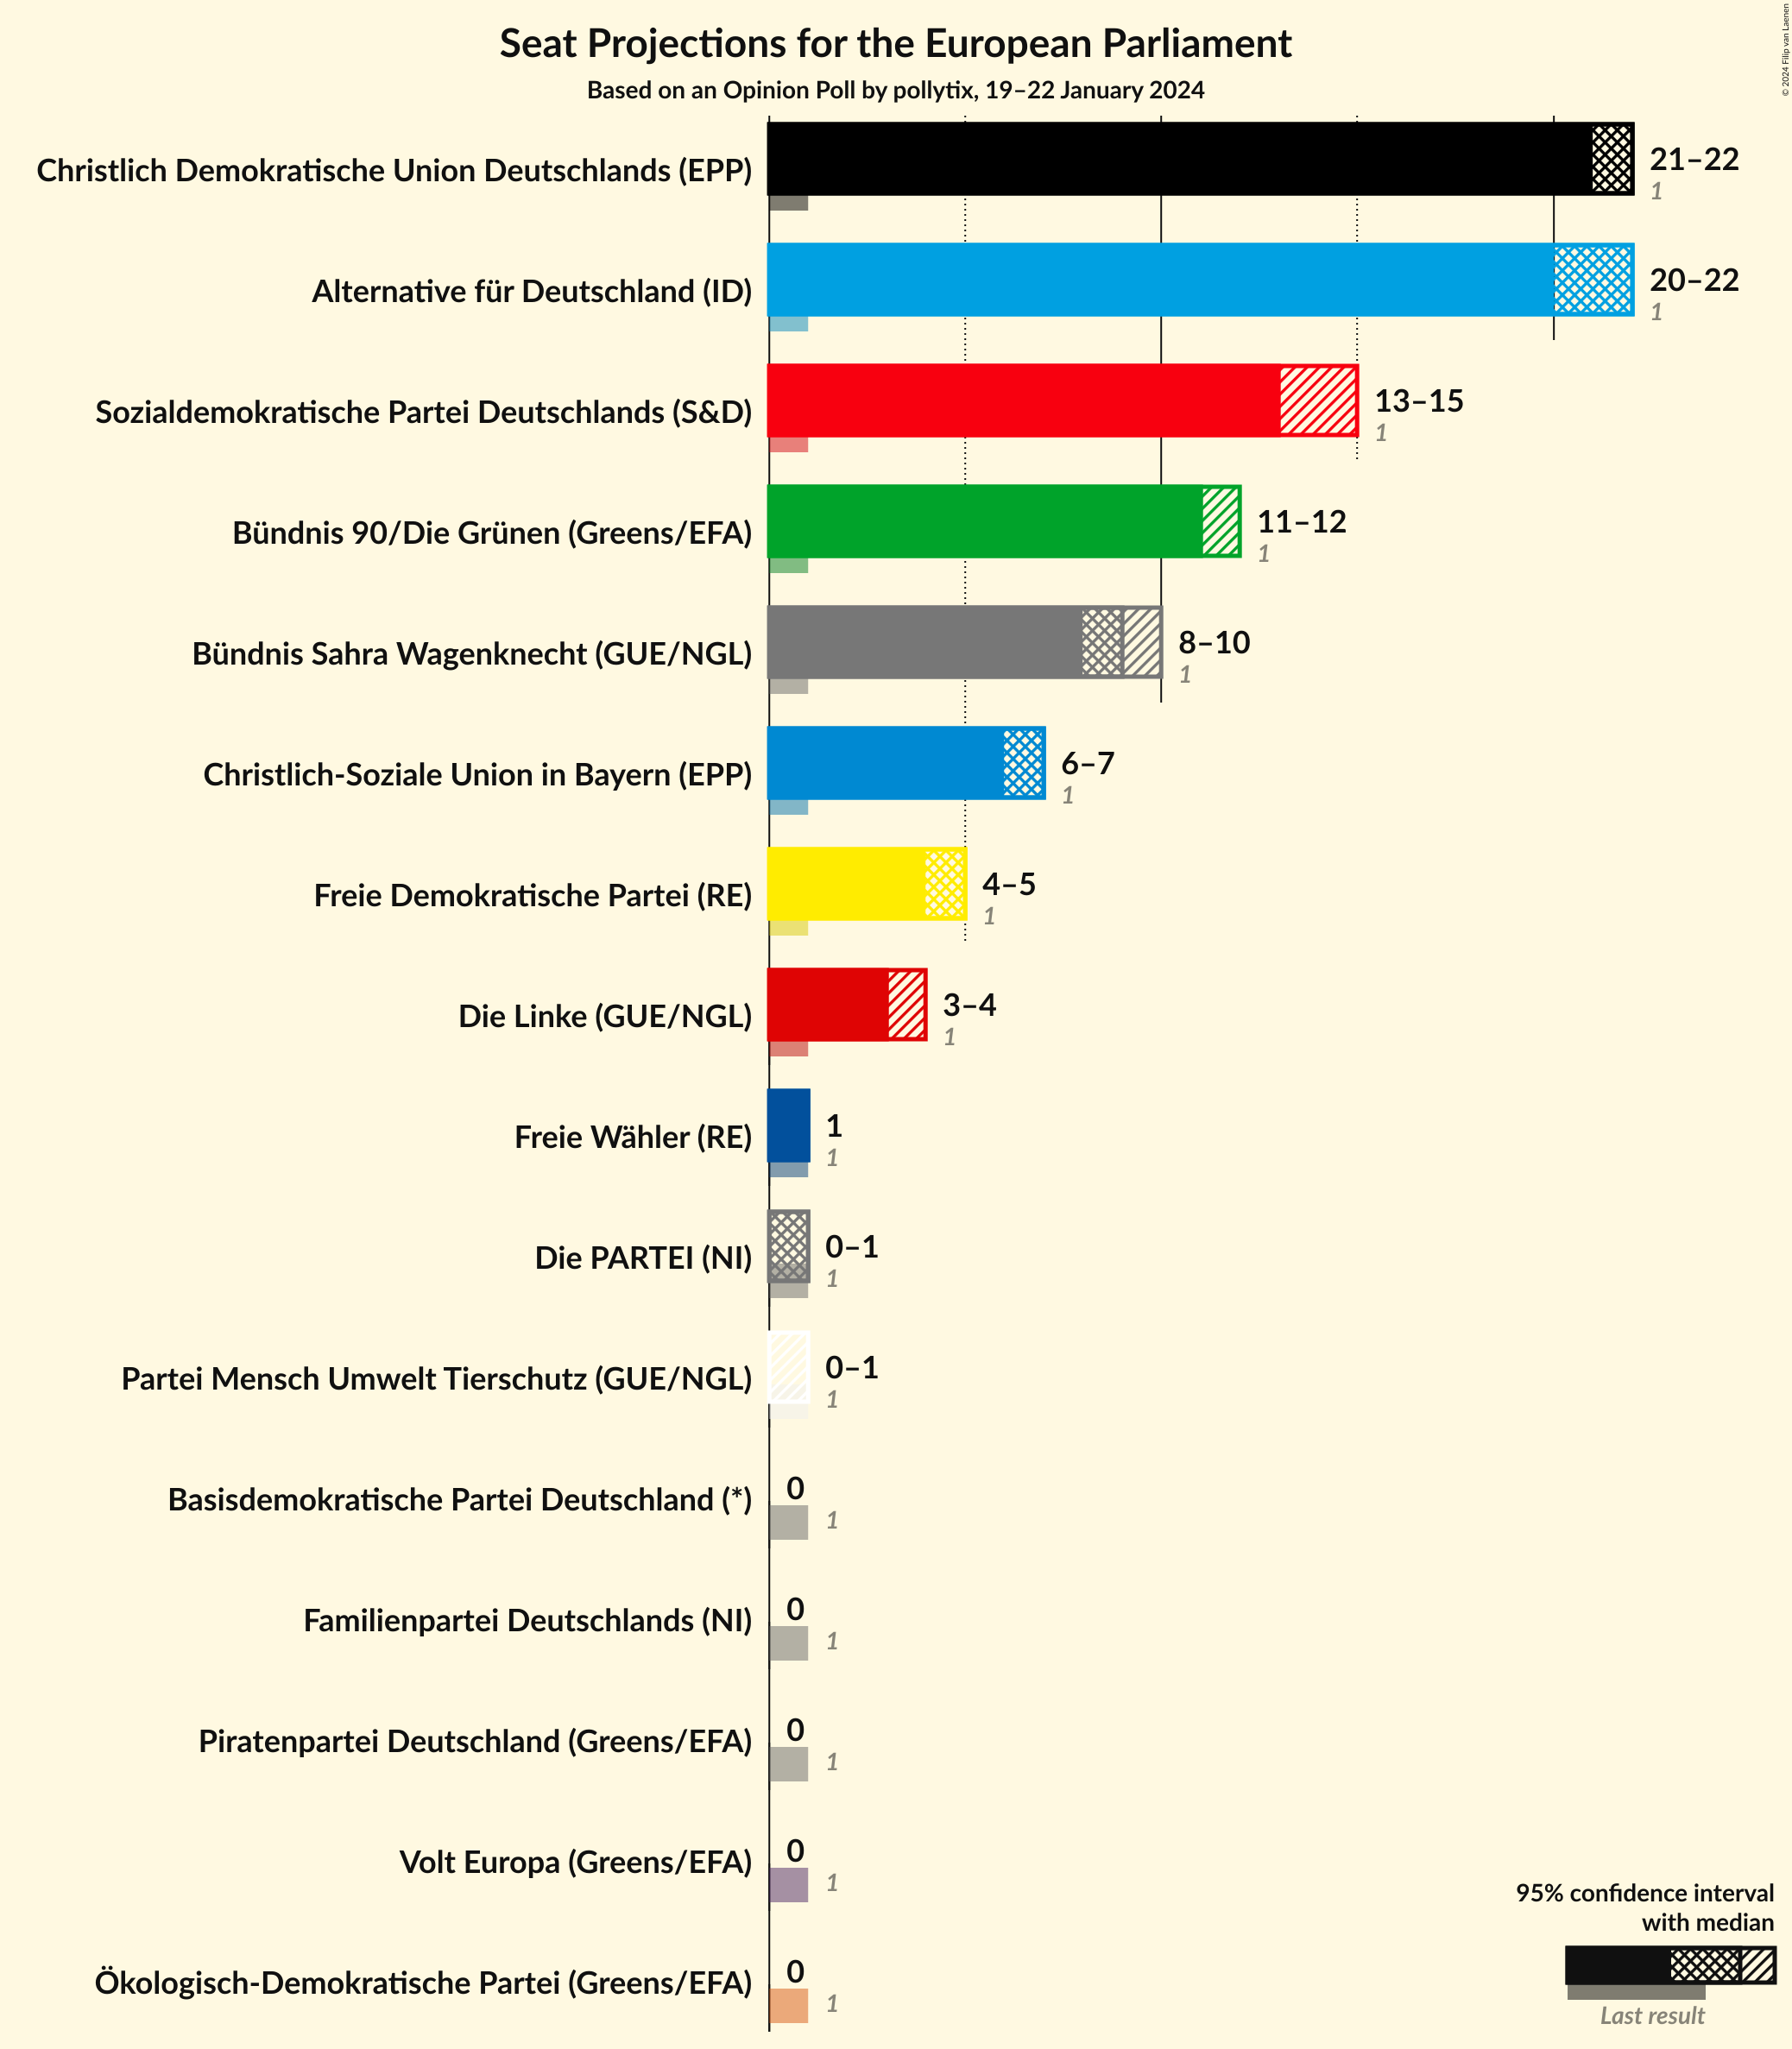 Seat Projections for the European Parliament
Based on an Opinion Poll by pollytix, 19–22 January 2024
© 2024 Filip van Laenen
Christlich Demokratische Union Deutschlands (EPP)
21–22
1
Alternative für Deutschland (ID)
20–22
1
Sozialdemokratische Partei Deutschlands (S&D)
13–15
1
Bündnis 90/Die Grünen (Greens/EFA)
11–12
1
Bündnis Sahra Wagenknecht (GUE/NGL)
8–10
1
Christlich-Soziale Union in Bayern (EPP)
6–7
1
Freie Demokratische Partei (RE)
4–5
1
Die Linke (GUE/NGL)
3–4
1
Freie Wähler (RE)
1
1
Die PARTEI (NI)
0–1
1
Partei Mensch Umwelt Tierschutz (GUE/NGL)
0–1
1
Basisdemokratische Partei Deutschland (*)
0
1
Familienpartei Deutschlands (NI)
0
1
Piratenpartei Deutschland (Greens/EFA)
0
1
Volt Europa (Greens/EFA)
0
1
Ökologisch-Demokratische Partei (Greens/EFA)
0
1
95% confidence interval
with median
Last result